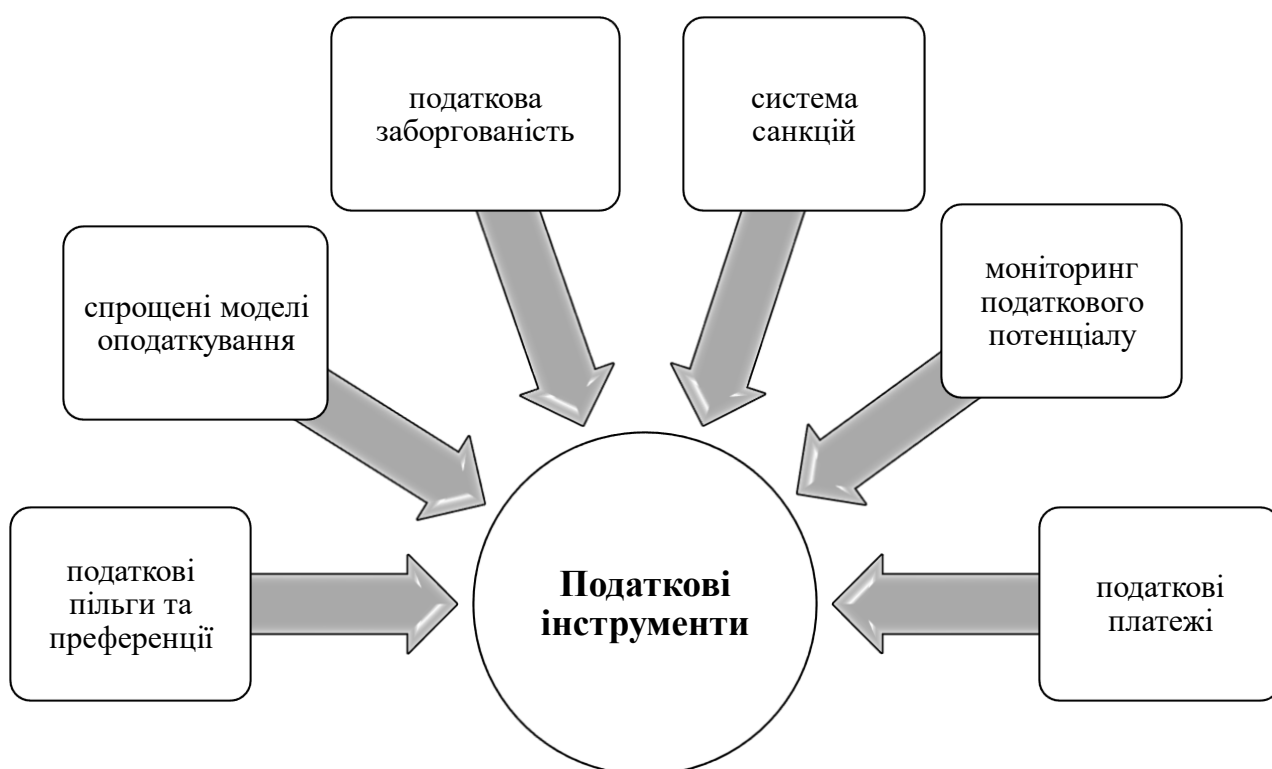 податкова
заборгованість
система
санкцій
спрощені моделі
оподаткування
моніторинг
податкового
потенціалу
податкові
пільги та
преференції
Податкові
інструменти
податкові
платежі